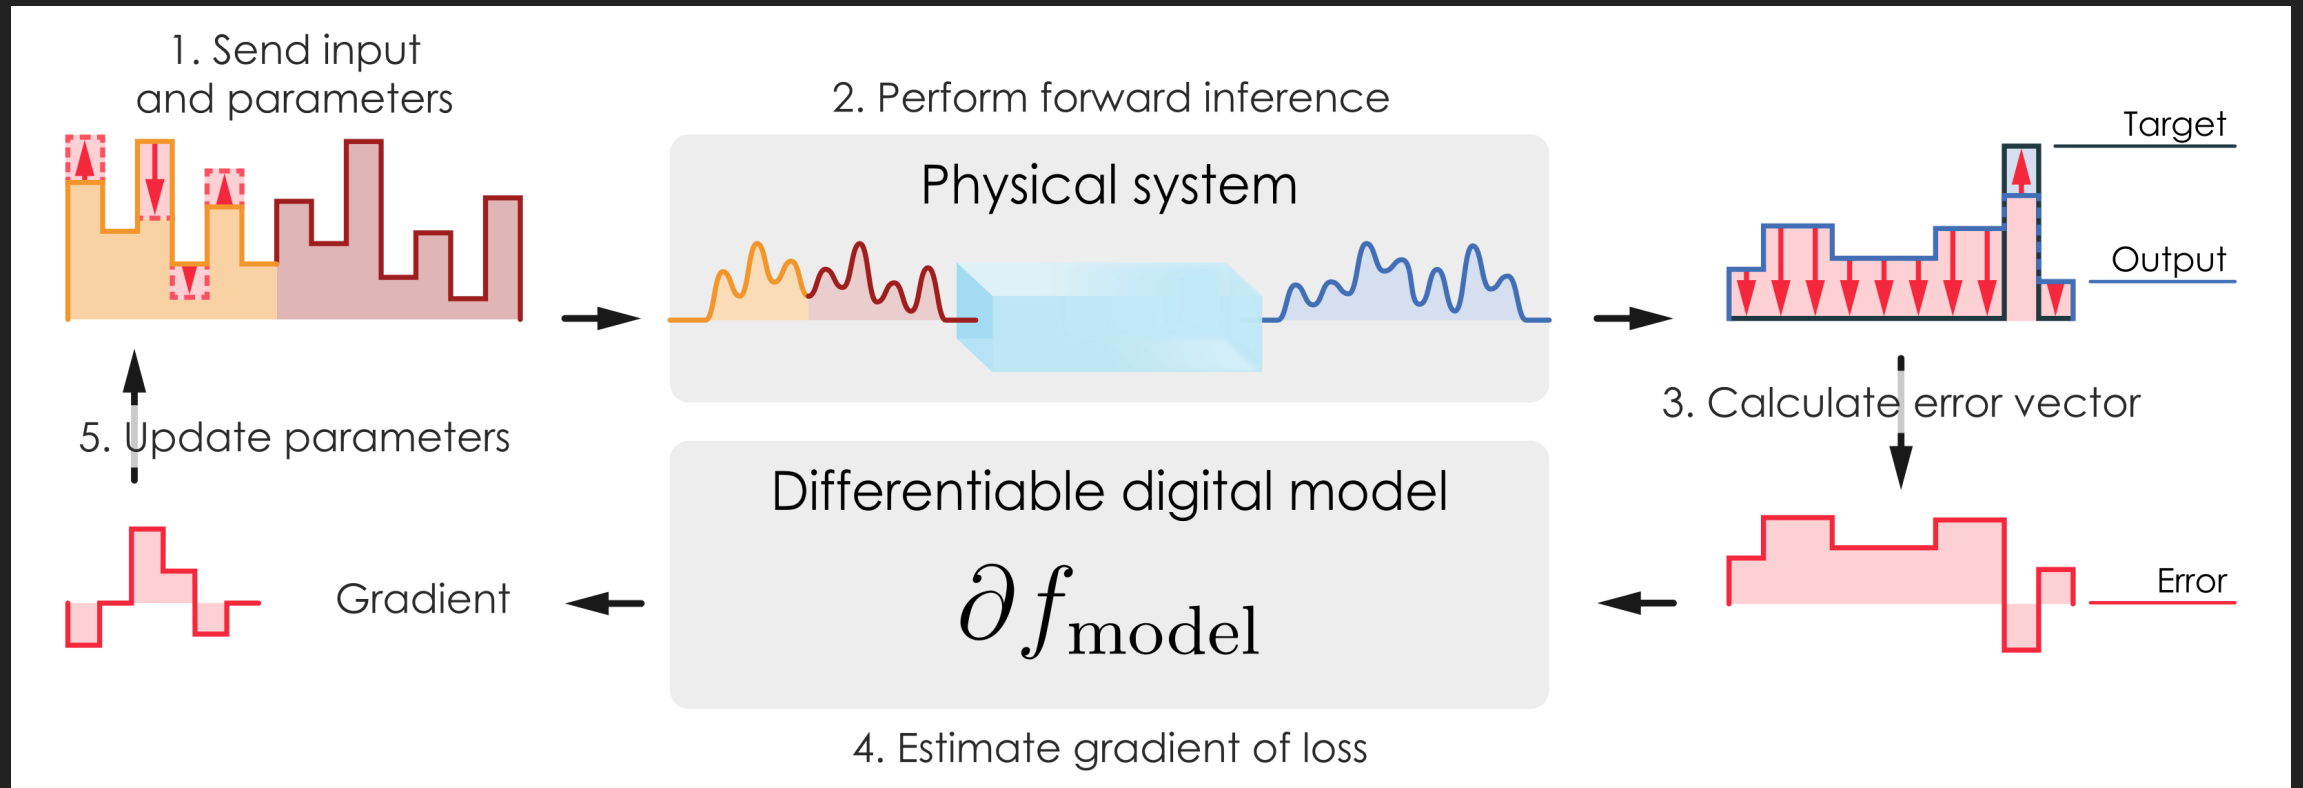 1. Send input
and parameters
2. Perform forward inference
Physical system
Target
Output
3. Calculate error vector
Error
Differentiable digital model
∂f_model
4. Estimate gradient of loss
Gradient
5. Update parameters